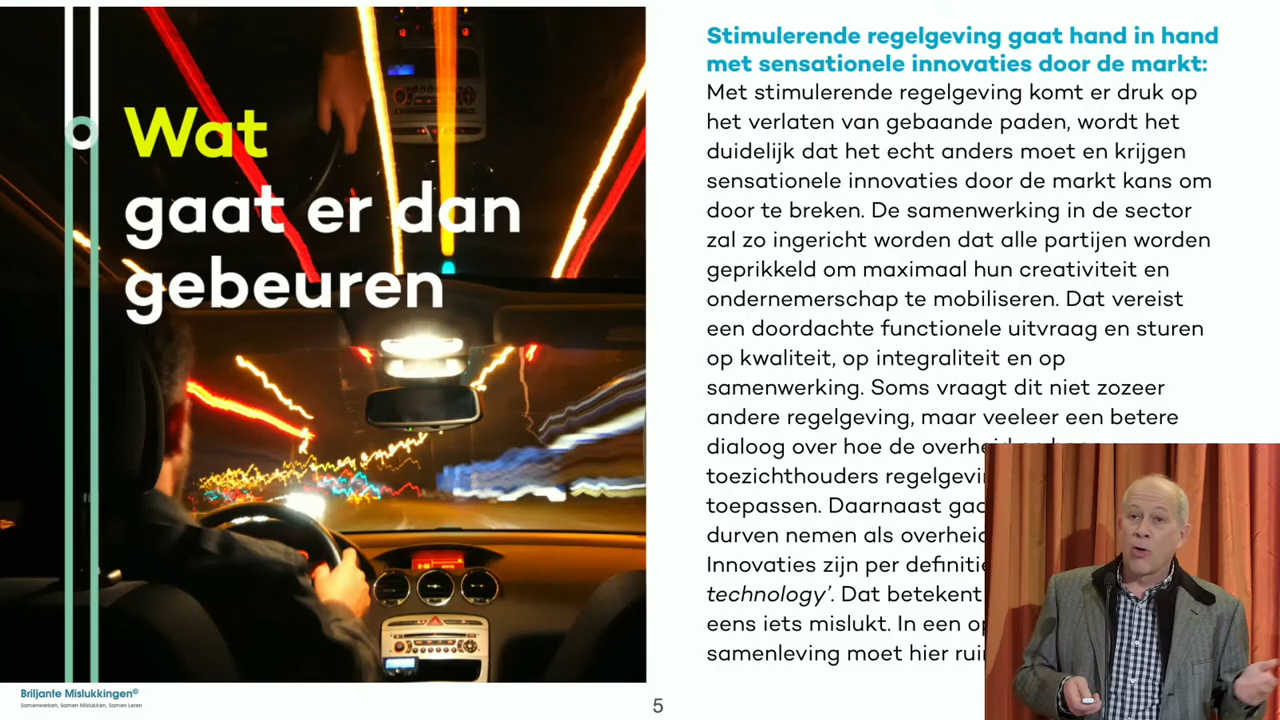 Wat
gaat er dan
gebeuren
Stimulerende regelgeving gaat hand in hand
met sensationele innovaties door de markt:
Met stimulerende regelgeving komt er druk op
het verlaten van gebaande paden, wordt het
duidelijk dat het echt anders moet en krijgen
sensationele innovaties door de markt kans om
door te breken. De samenwerking in de sector
zal zo ingericht worden dat alle partijen worden
geprikkeld om maximaal hun creativiteit en
ondernemerschap te mobiliseren. Dat vereist
een doordachte functionele uitvraag en sturen
op kwaliteit, op integraliteit en op
samenwerking. Soms vraagt dit niet zozeer
andere regelgeving, maar veeleer een betere
dialoog over hoe de
toezichthouders
toepassen. Daarnaast
durven nemen als
Innovaties zijn per
technology’. Dat betekent
eens iets mislukt. In een
samenleving moet hier
Briljante Mislukkingen©
Samenwerken, Samen Mislukken, Samen Leren
5